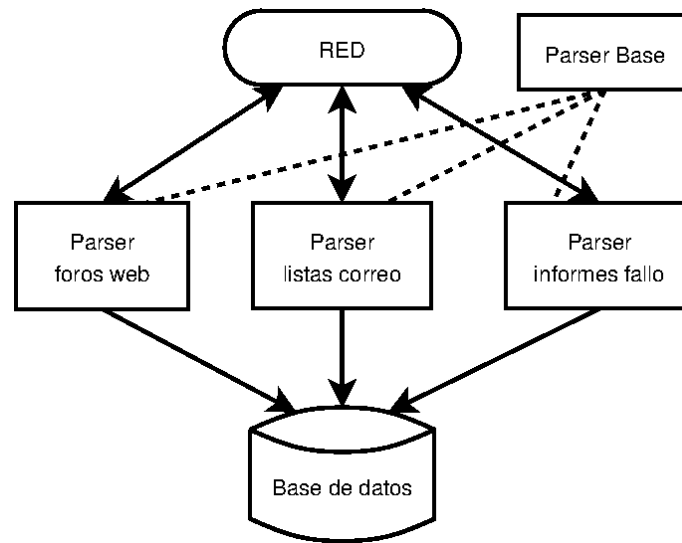 RED
Parser Base
Parser
foros web
Parser
listas correo
Parser
informes fallo
Base de datos